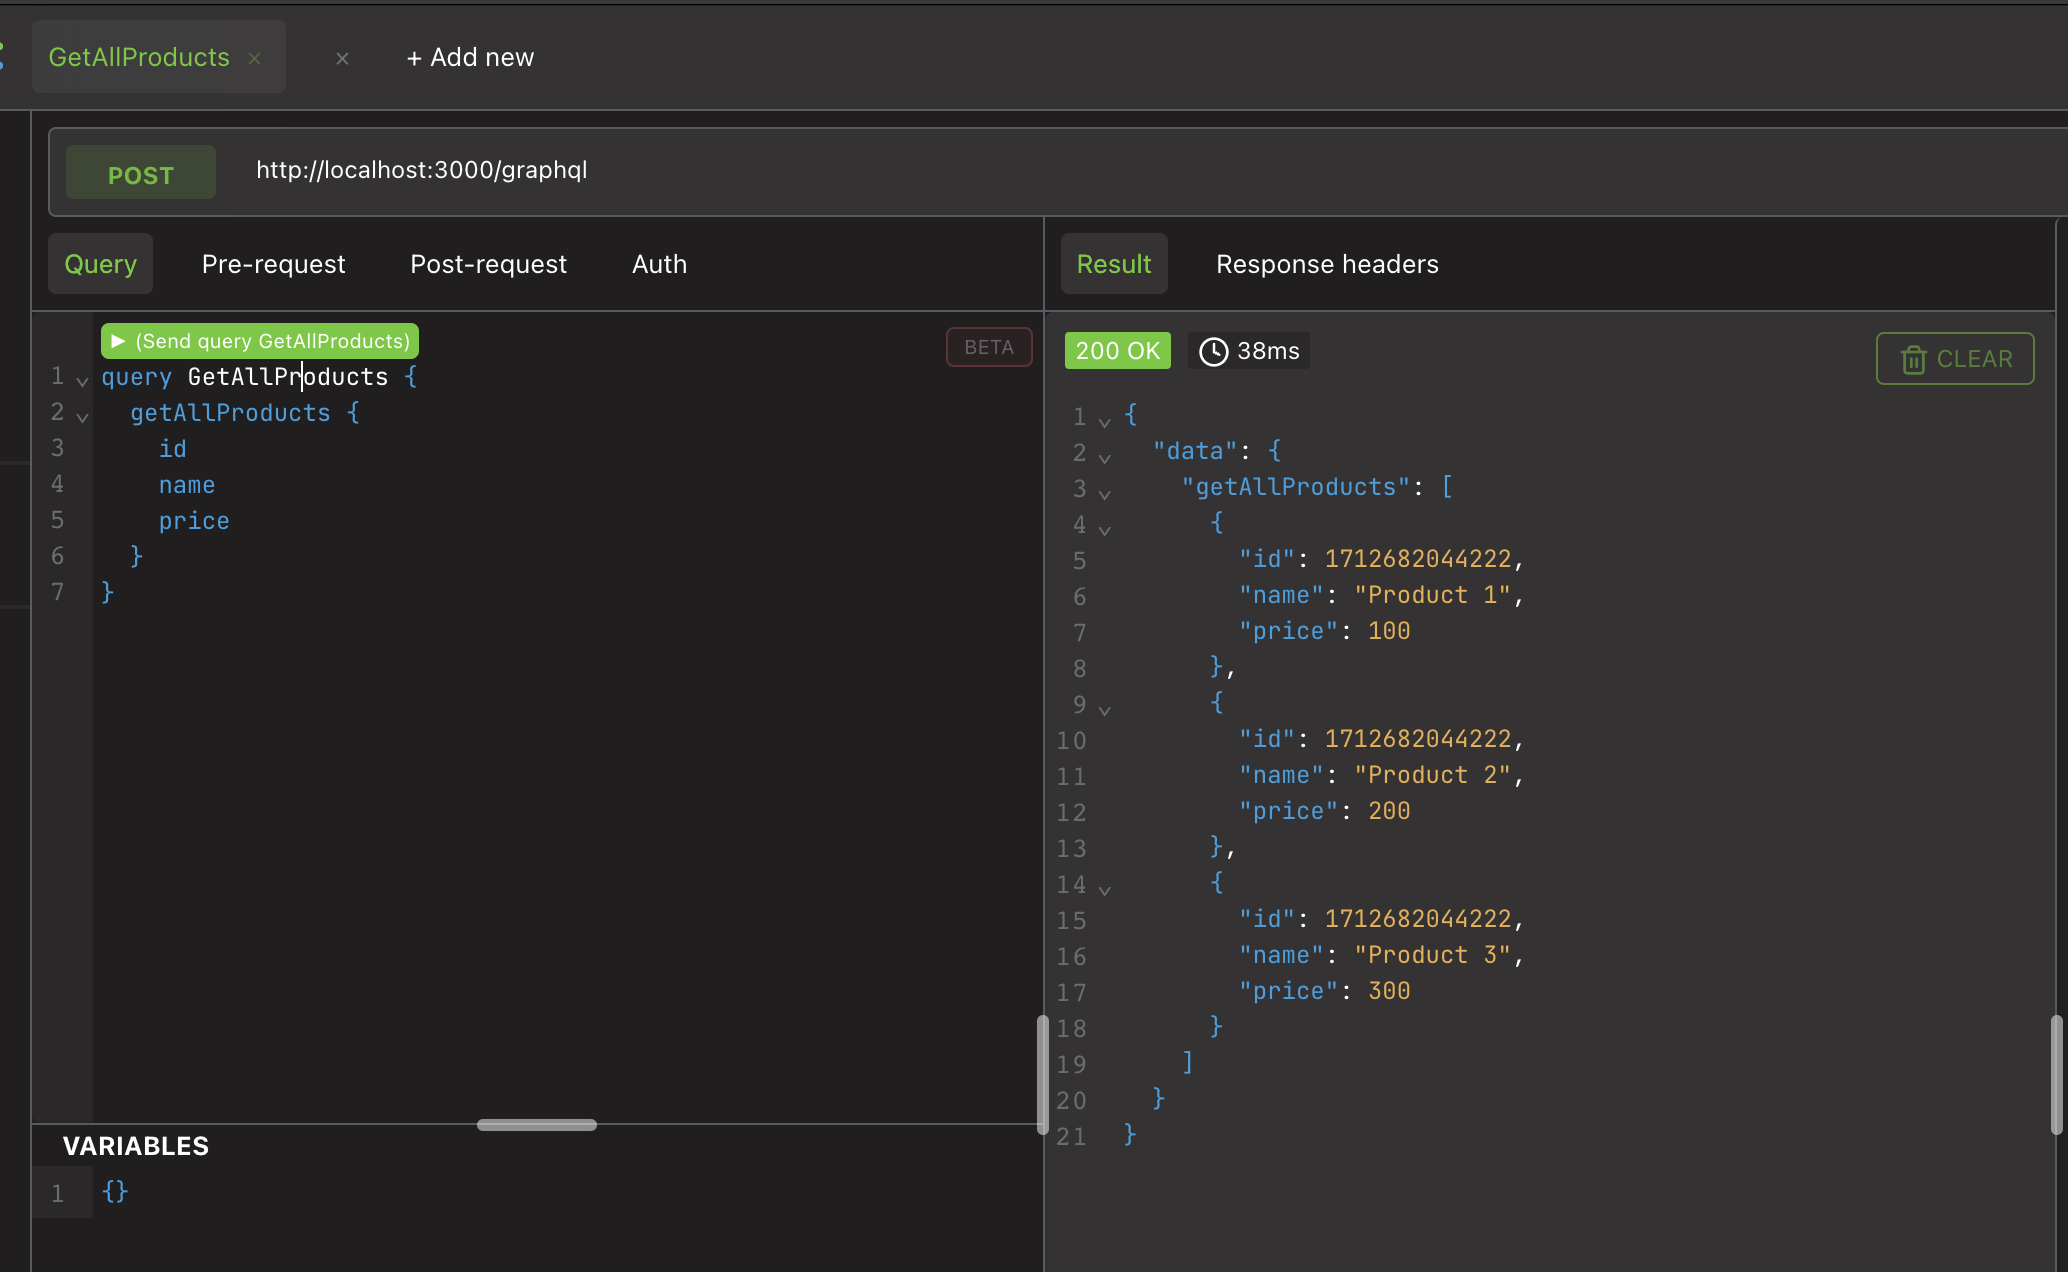 GetAllProducts × × + Add new
POST http://localhost:3000/graphql
Query Pre-request Post-request Auth
▶ (Send query GetAllProducts)
BETA
1 query GetAllProducts {
2 getAllProducts {
3 id
4 name
5 price
6 }
7 }
VARIABLES
1 {}
Result Response headers
200 OK 38ms CLEAR
1 {
2 "data": {
3 "getAllProducts": [
4 {
5 "id": 1712682044222,
6 "name": "Product 1",
7 "price": 100
8 },
9 {
10 "id": 1712682044222,
11 "name": "Product 2",
12 "price": 200
13 },
14 {
15 "id": 1712682044222,
16 "name": "Product 3",
17 "price": 300
18 }
19 ]
20 }
21 }